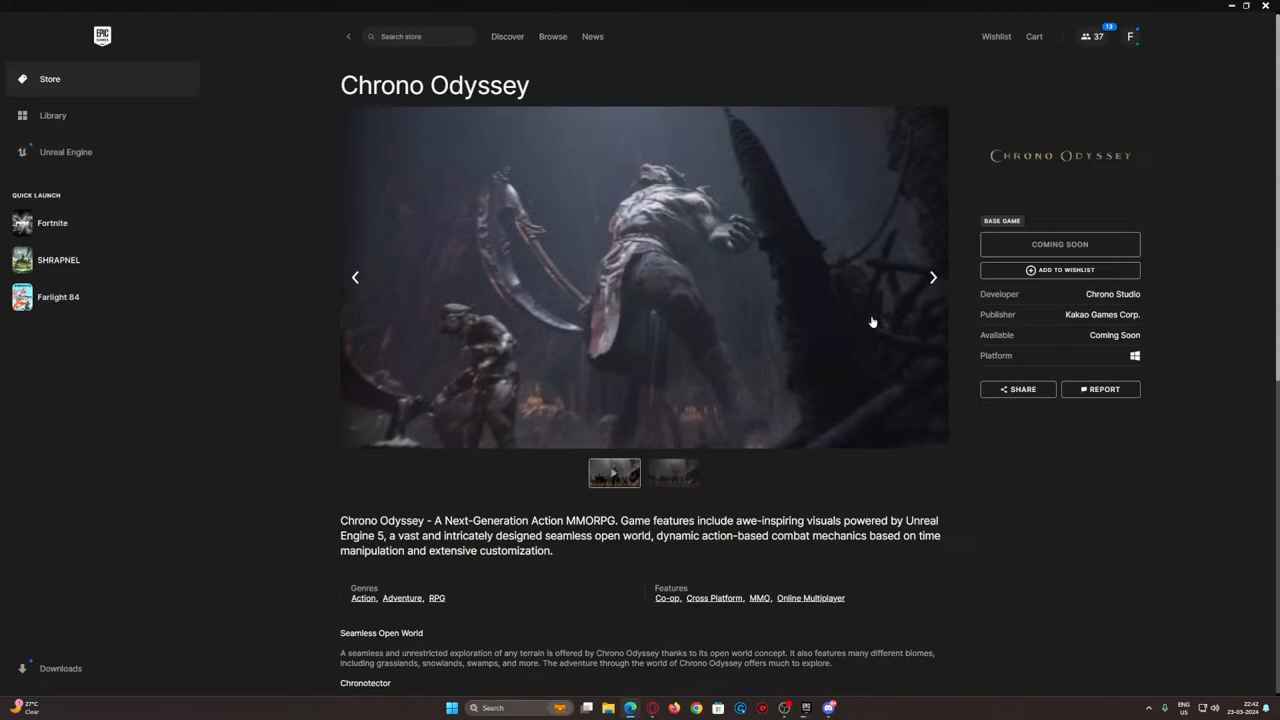 EPIC
GAMES
Search store
Discover
Browse
News
Wishlist
Cart
13
37
F
Store
Library
Unreal Engine
QUICK LAUNCH
Fortnite
SHRAPNEL
Farlight 84
Downloads
Chrono Odyssey
CHRONO ODYSSEY
BASE GAME
COMING SOON
ADD TO WISHLIST
Developer Chrono Studio
Publisher Kakao Games Corp.
Available Coming Soon
Platform
SHARE
REPORT
Chrono Odyssey - A Next-Generation Action MMORPG. Game features include awe-inspiring visuals powered by Unreal
Engine 5, a vast and intricately designed seamless open world, dynamic action-based combat mechanics based on time
manipulation and extensive customization.
Genres
Action, Adventure, RPG
Features
Co-op, Cross Platform, MMO, Online Multiplayer
Seamless Open World
A seamless and unrestricted exploration of any terrain is offered by Chrono Odyssey thanks to its open world concept. It also features many different biomes,
including grasslands, snowlands, swamps, and more. The adventure through the world of Chrono Odyssey offers much to explore.
Chronotector
27°C
Clear
Search
ENG
US
22:42
23-03-2024